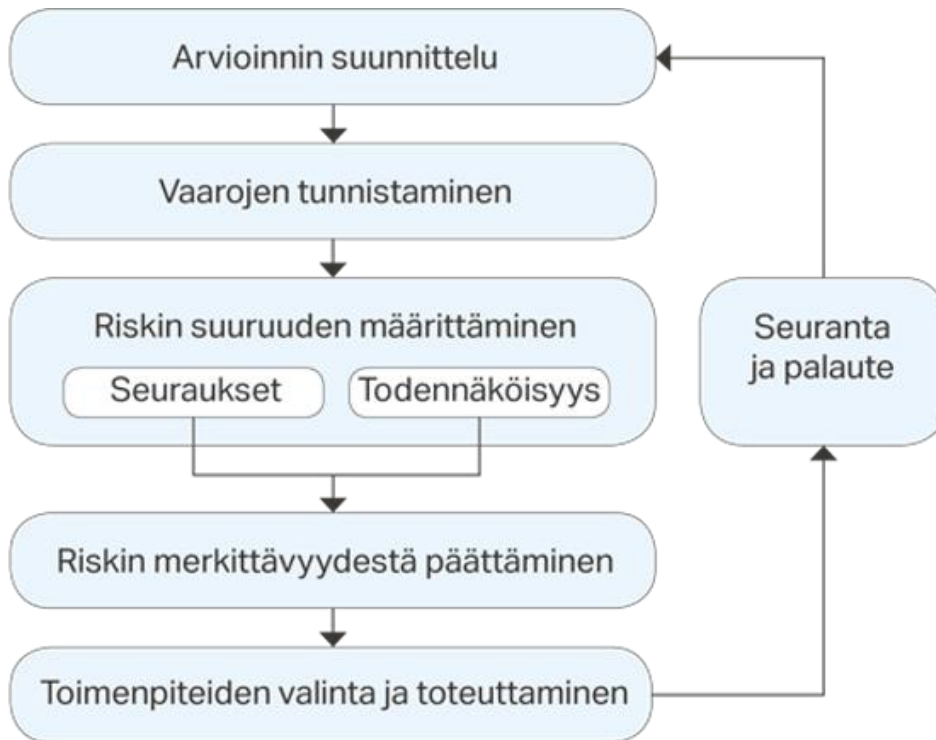 Arvioinnin suunnittelu
Vaarojen tunnistaminen
Riskin suuruuden määrittäminen
Seuraukset
Todennäköisyys
Riskin merkittävyydestä päättäminen
Toimenpiteiden valinta ja toteuttaminen
Seuranta
ja palaute